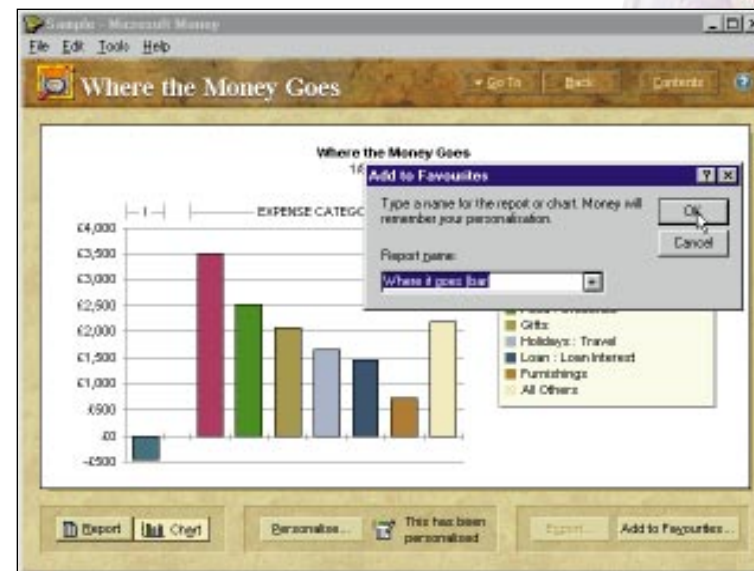 Sample - Microsoft Money
File Edit Tools Help
Where the Money Goes
Go To Back Contents
Where the Money Goes
Add to Favourites
Type a name for the report or chart. Money will
remember your personalisation.
Report name:
Where it goes (bar
OK
Cancel
EXPENSE CATEGO
£4,000
£3,500
£3,000
£2,500
£2,000
£1,500
£1,000
£500
£0
-£500
Gifts
Holidays : Travel
Loan : Loan Interest
Furnishings
All Others
Report Chart
Personalise...
This has been
personalised
Export...
Add to Favourites...